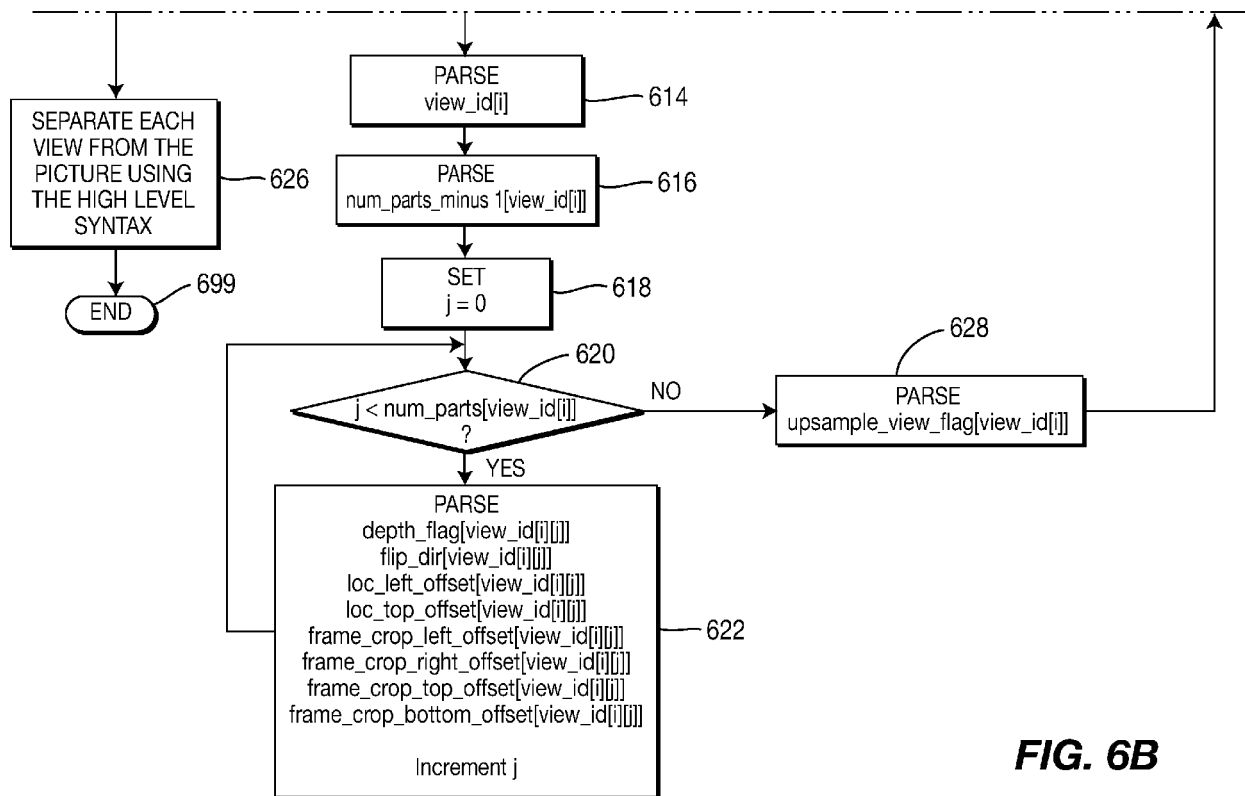 SEPARATE EACH
VIEW FROM THE
PICTURE USING
THE HIGH LEVEL
SYNTAX
626
END
699
PARSE
view_id[i]
614
PARSE
num_parts_minus 1[view_id[i]]
616
SET
j = 0
618
620
j < num_parts[view_id[i]]
?
NO
YES
628
PARSE
upsample_view_flag[view_id[i]]
PARSE
depth_flag[view_id[i][j]]
flip_dir[view_id[i][j]]
loc_left_offset[view_id[i][j]]
loc_top_offset[view_id[i][j]]
frame_crop_left_offset[view_id[i][j]]
frame_crop_right_offset[view_id[i][j]]
frame_crop_top_offset[view_id[i][j]]
frame_crop_bottom_offset[view_id[i][j]]
Increment j
622
FIG. 6B